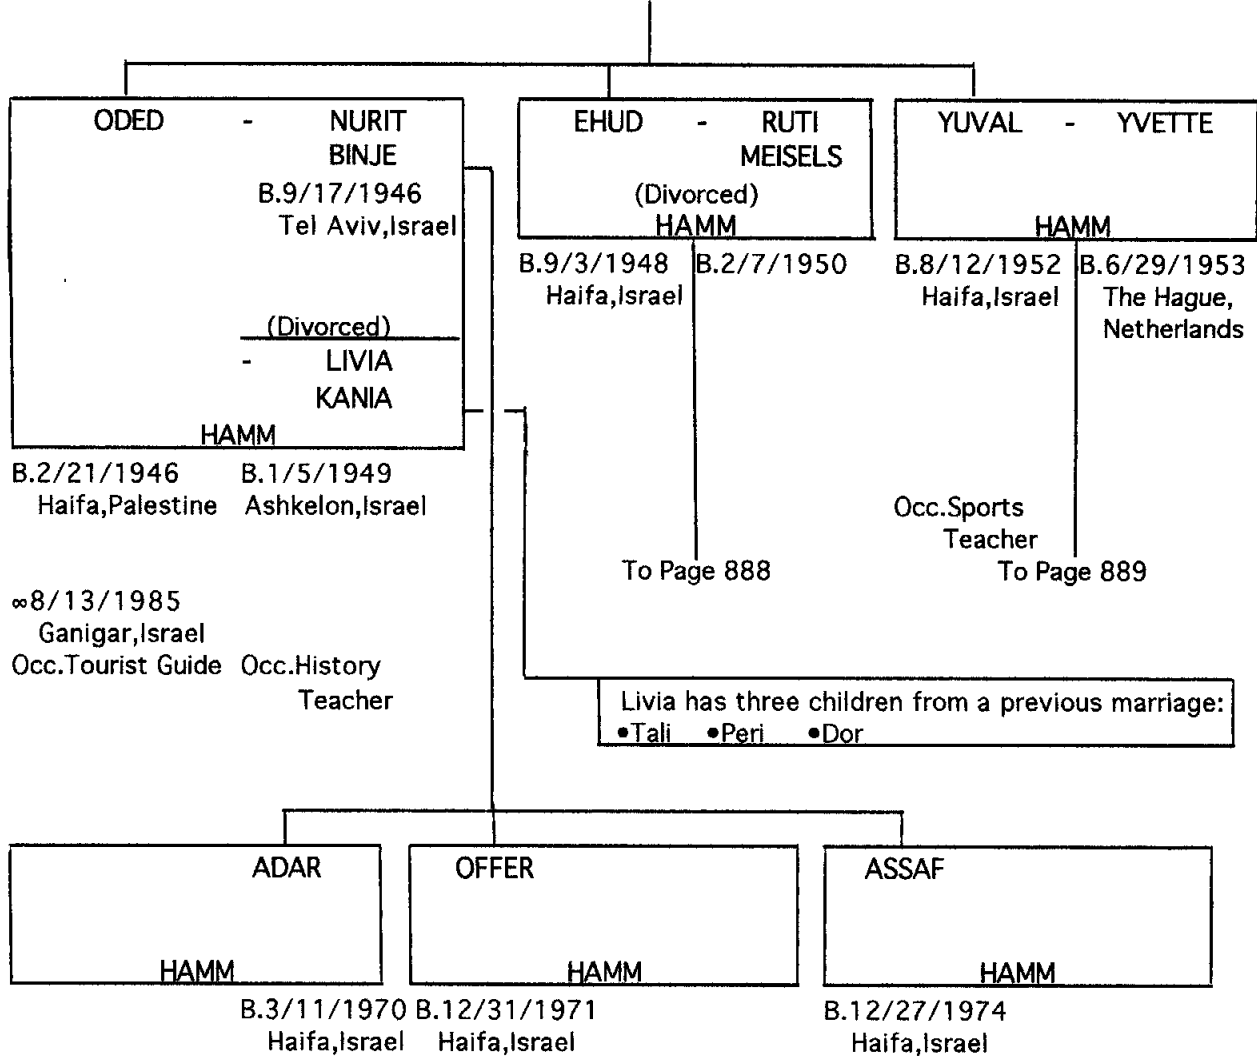 ODED - NURIT
BINJE
B.9/17/1946
Tel Aviv,Israel
(Divorced)
- LIVIA
KANIA
HAMM
B.2/21/1946 B.1/5/1949
Haifa,Palestine Ashkelon,Israel
∞8/13/1985
Ganigar,Israel
Occ.Tourist Guide Occ.History
Teacher
EHUD - RUTI
MEISELS
(Divorced)
HAMM
B.9/3/1948 B.2/7/1950
Haifa,Israel
To Page 888
YUVAL - YVETTE
HAMM
B.8/12/1952 B.6/29/1953
Haifa,Israel The Hague,
Netherlands
Occ.Sports
Teacher
To Page 889
Livia has three children from a previous marriage:
•Tali •Peri •Dor
ADAR
HAMM
B.3/11/1970
Haifa,Israel
OFFER
HAMM
B.12/31/1971
Haifa,Israel
ASSAF
HAMM
B.12/27/1974
Haifa,Israel